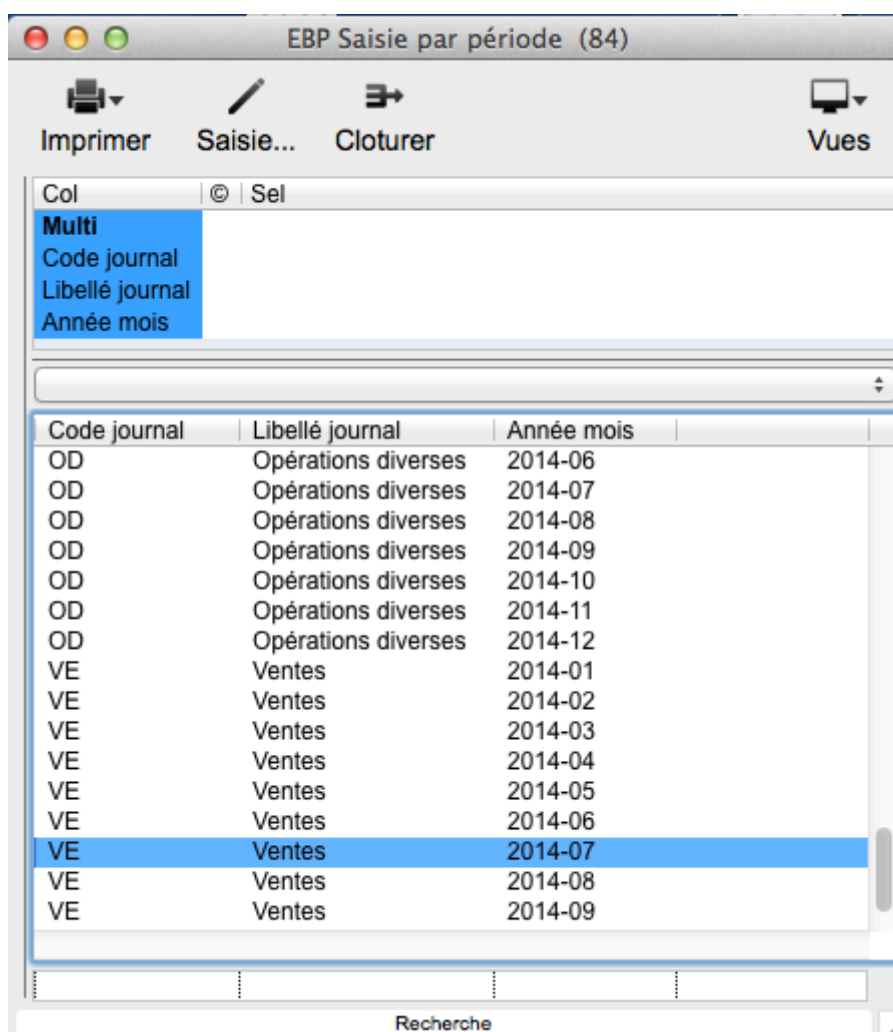 EBP Saisie par période (84)
Imprimer Saisie... Cloturer Vues
Col © Sel
Multi
Code journal
Libellé journal
Année mois
Code journal Libellé journal Année mois
OD Opérations diverses 2014-06
OD Opérations diverses 2014-07
OD Opérations diverses 2014-08
OD Opérations diverses 2014-09
OD Opérations diverses 2014-10
OD Opérations diverses 2014-11
OD Opérations diverses 2014-12
VE Ventes 2014-01
VE Ventes 2014-02
VE Ventes 2014-03
VE Ventes 2014-04
VE Ventes 2014-05
VE Ventes 2014-06
VE Ventes 2014-07
VE Ventes 2014-08
VE Ventes 2014-09
Recherche